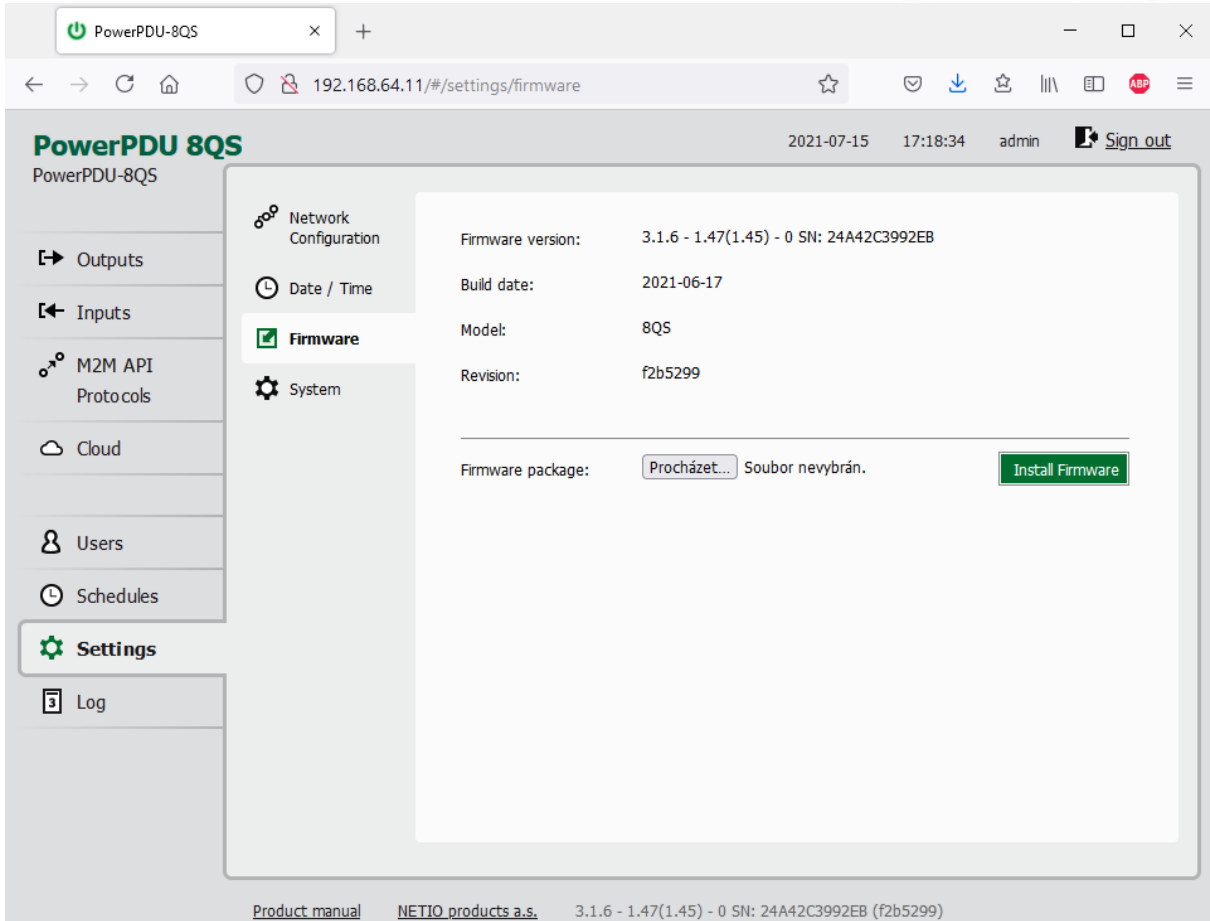 PowerPDU-8QS
192.168.64.11/#/settings/firmware
ABP
PowerPDU 8QS
2021-07-15 17:18:34 admin Sign out
PowerPDU-8QS
Outputs
Inputs
M2M API
Protocols
Cloud
Users
Schedules
Settings
3 Log
Network
Configuration
Date / Time
Firmware
System
Firmware version: 3.1.6 - 1.47(1.45) - 0 SN: 24A42C3992EB
Build date: 2021-06-17
Model: 8QS
Revision: f2b5299
Firmware package: Procházet... Soubor nevybrán. Install Firmware
Product manual NETIO products a.s. 3.1.6 - 1.47(1.45) - 0 SN: 24A42C3992EB (f2b5299)